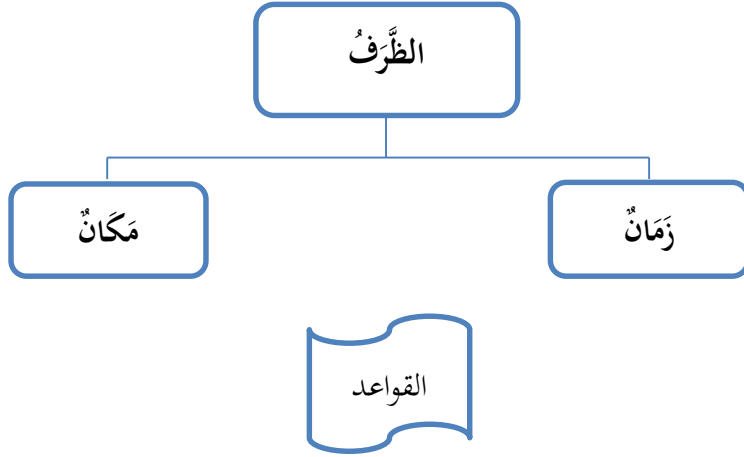 الظَّرَفُ
زَمَانٌ
مَكَانٌ
القواعد